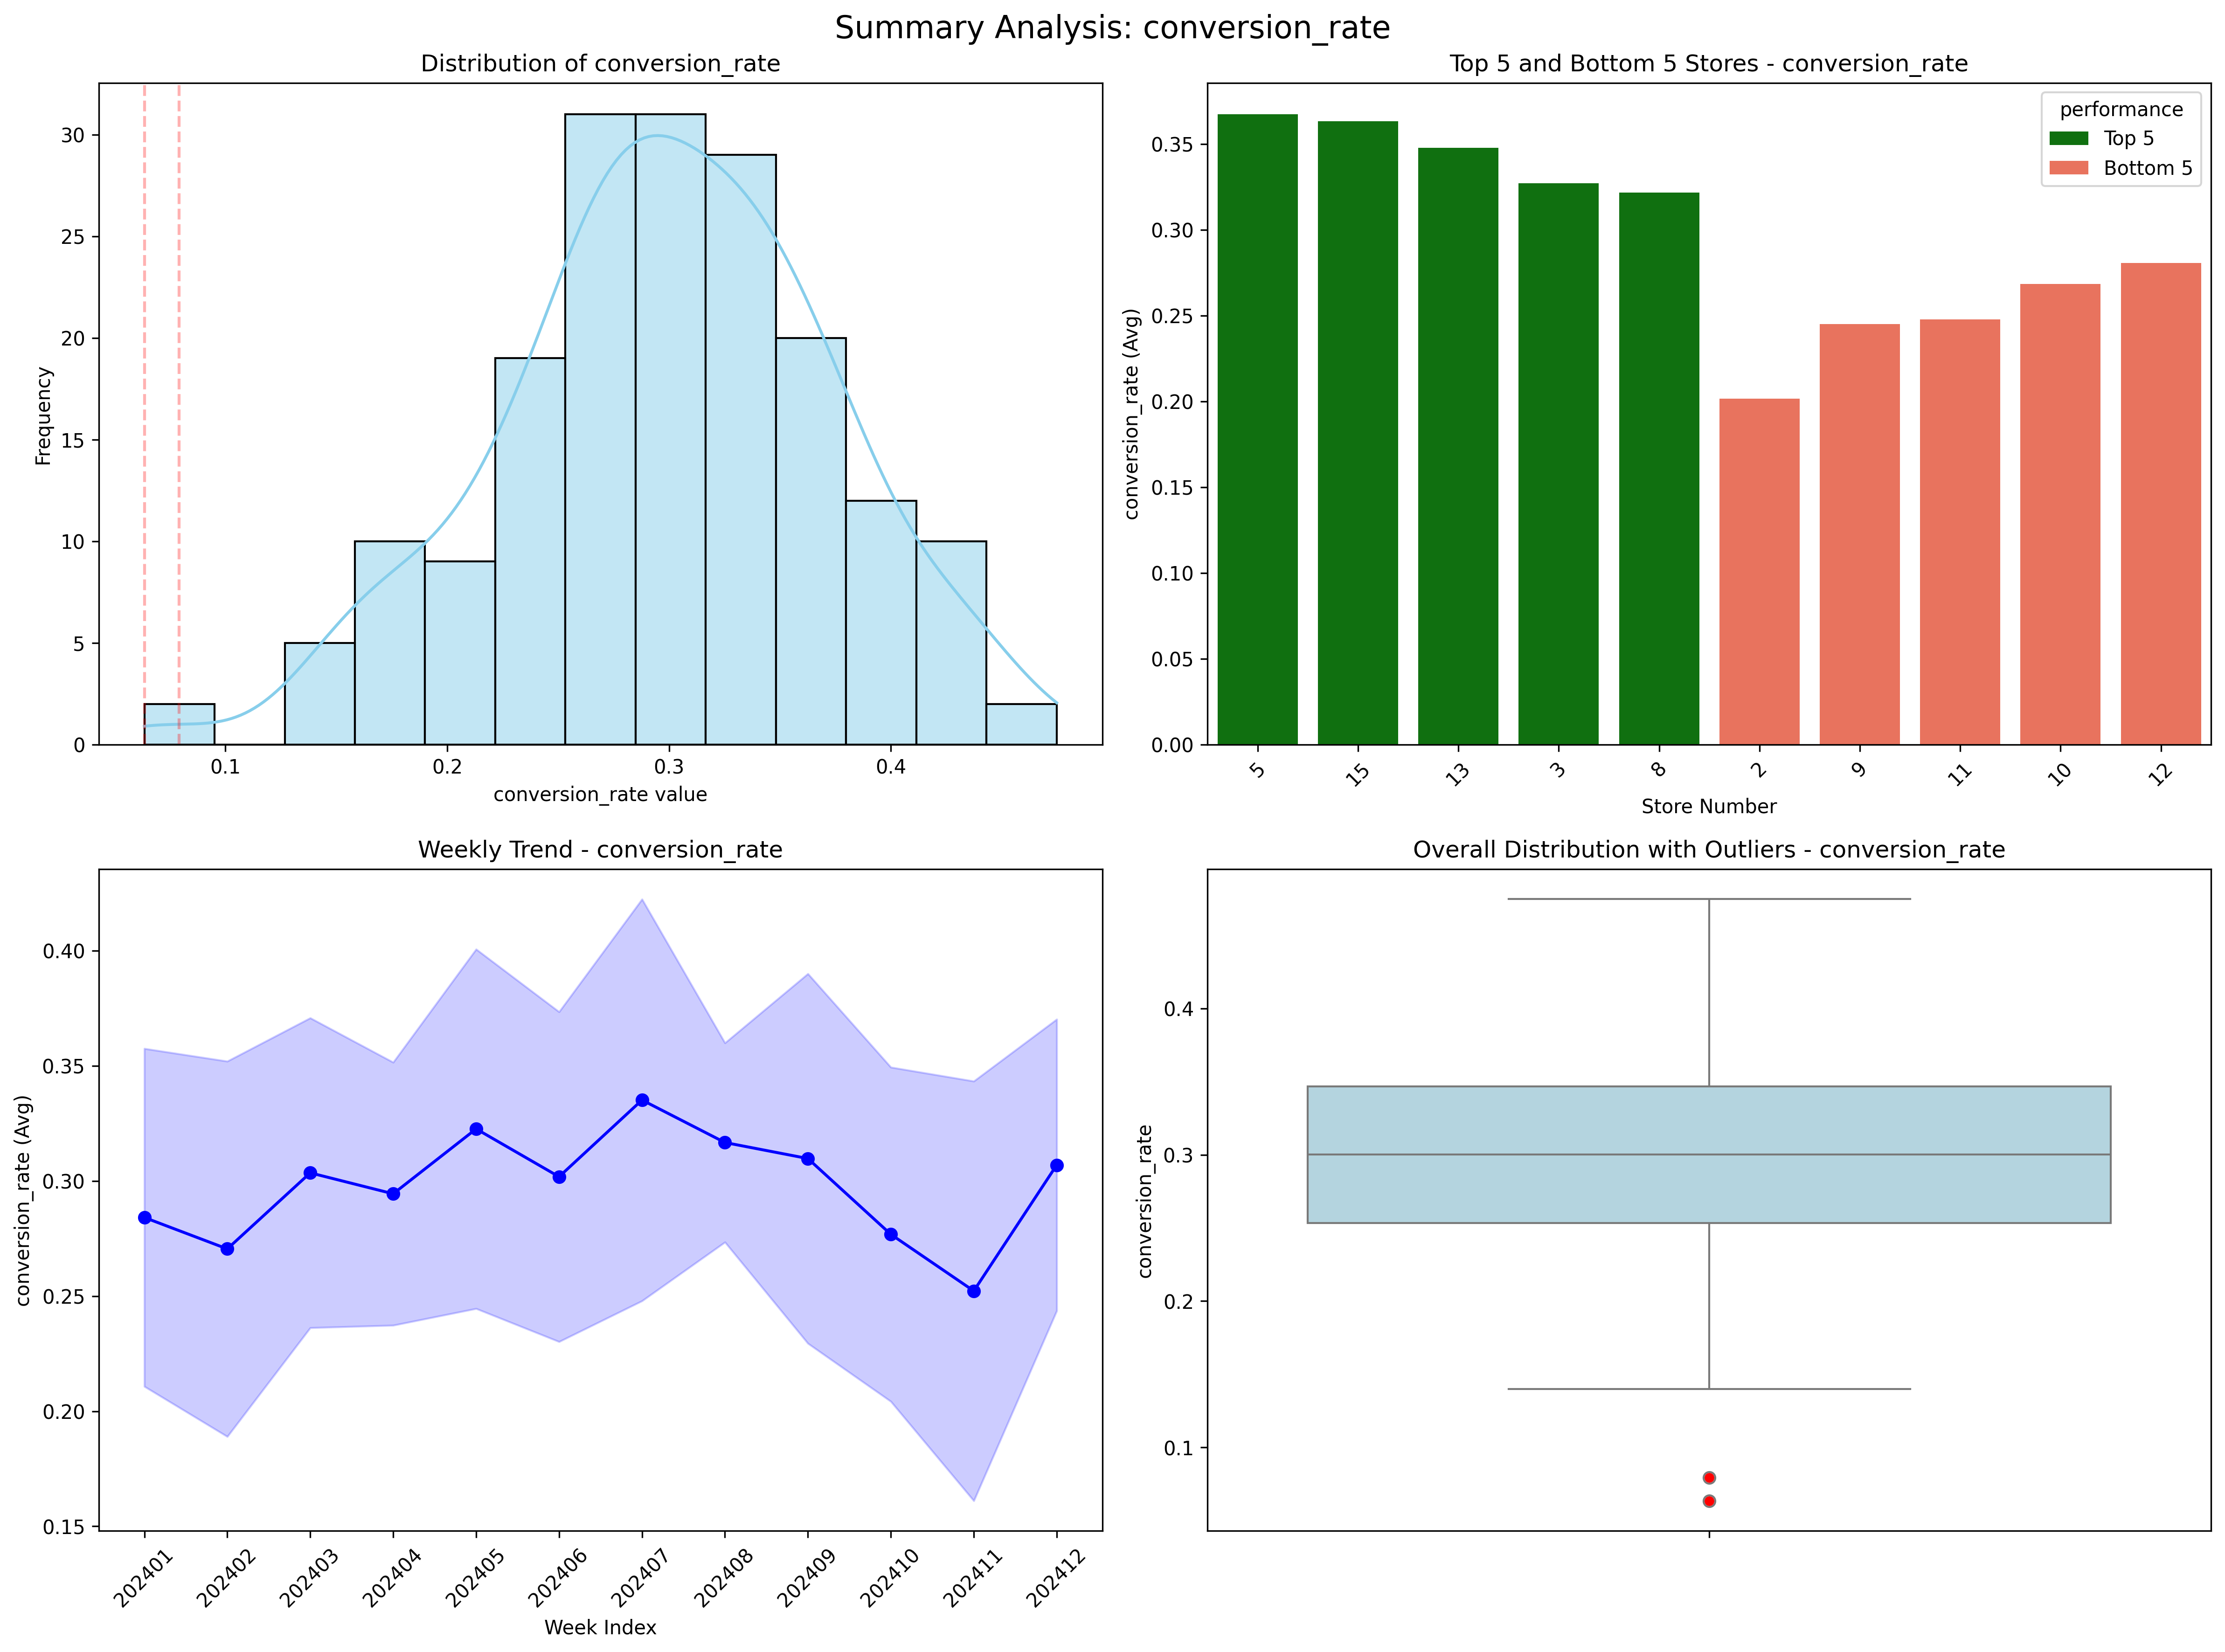 Summary Analysis: conversion_rate
Distribution of conversion_rate
Frequency
30
25
20
15
10
5
0
0.1 0.2 0.3 0.4
conversion_rate value
Top 5 and Bottom 5 Stores - conversion_rate
performance
Top 5
Bottom 5
conversion_rate (Avg)
0.35
0.30
0.25
0.20
0.15
0.10
0.05
0.00
5 15 13 3 8 2 9 11 10 12
Store Number
Weekly Trend - conversion_rate
conversion_rate (Avg)
0.40
0.35
0.30
0.25
0.20
0.15
202401 202402 202403 202404 202405 202406 202407 202408 202409 202410 202411 202412
Week Index
Overall Distribution with Outliers - conversion_rate
conversion_rate
0.4
0.3
0.2
0.1